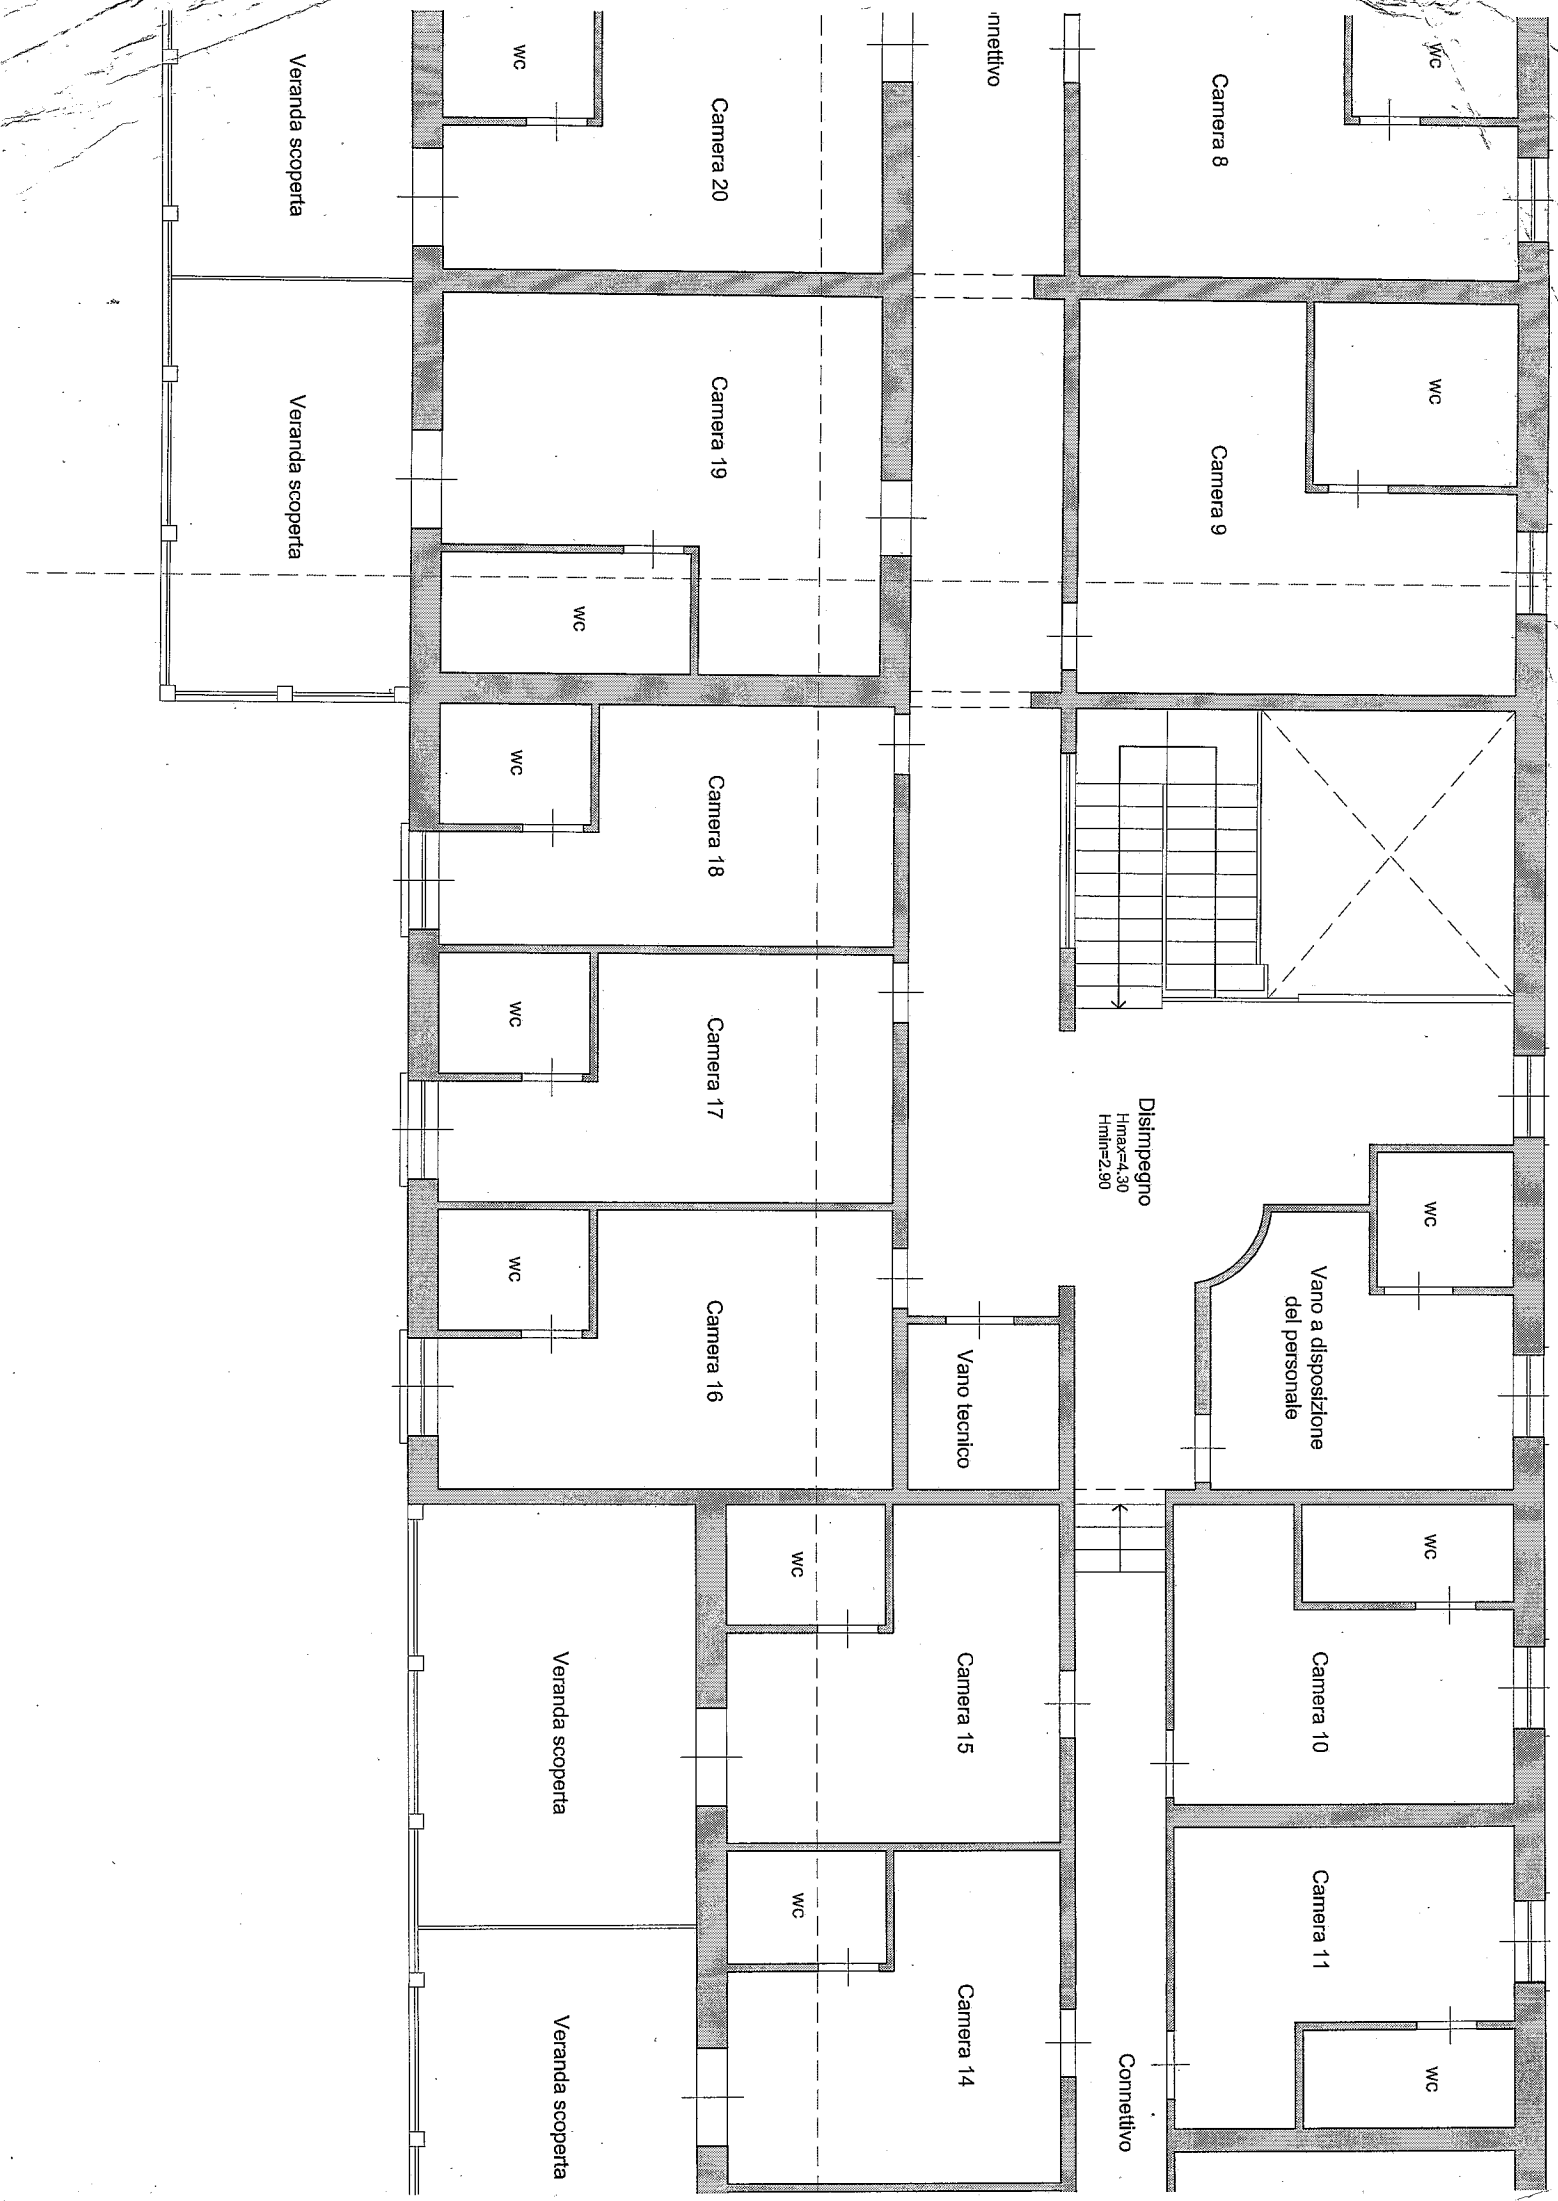 wc
Camera 8
wc
Camera 9
Disimpegno
Hmax=4.30
Hmin=2.90
wc
Vano a disposizione
del personale
wc
Camera 10
Camera 11
wc
nnettivo
Vano tecnico
Connettivo
Camera 20
wc
Camera 19
wc
Camera 18
wc
Camera 17
wc
Camera 16
wc
Camera 15
wc
Camera 14
wc
Veranda scoperta
Veranda scoperta
Veranda scoperta
Veranda scoperta